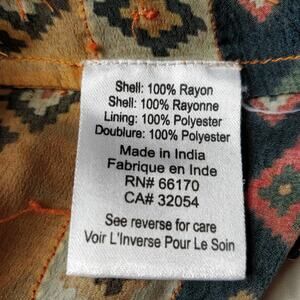 Shell: 100% Rayon
Shell: 100% Rayonne
Lining: 100% Polyester
Doublure: 100% Polyester
Made in India
Fabrique en Inde
RN# 66170
CA# 32054
See reverse for care
Voir L'Inverse Pour Le Soin